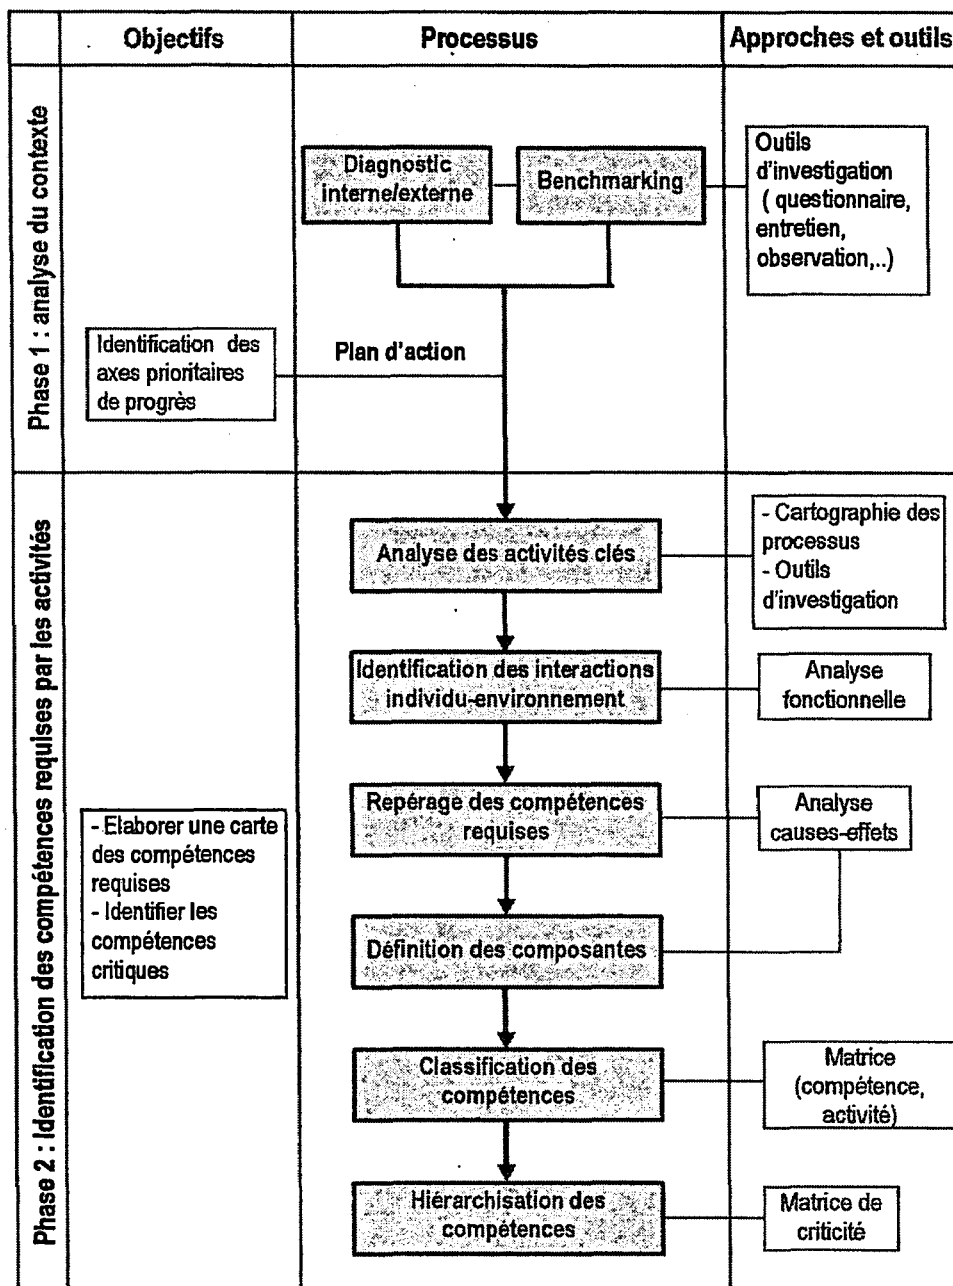 Objectifs
Processus
Approches et outils
Phase 1 : analyse du contexte
Diagnostic
interne/externe
Benchmarking
Outils
d'investigation
( questionnaire,
entretien,
observation,..)
Identification des
axes prioritaires
de progrès
Plan d'action
Phase 2 : Identification des compétences requises par les activités
Analyse des activités clés
- Cartographie des
processus
- Outils
d'investigation
Identification des interactions
individu-environnement
Analyse
fonctionnelle
- Elaborer une carte
des compétences
requises
- Identifier les
compétences
critiques
Repérage des compétences
requises
Analyse
causes-effets
Définition des composantes
Classification des
compétences
Matrice
(compétence,
activité)
Hiérarchisation des
compétences
Matrice de
criticité